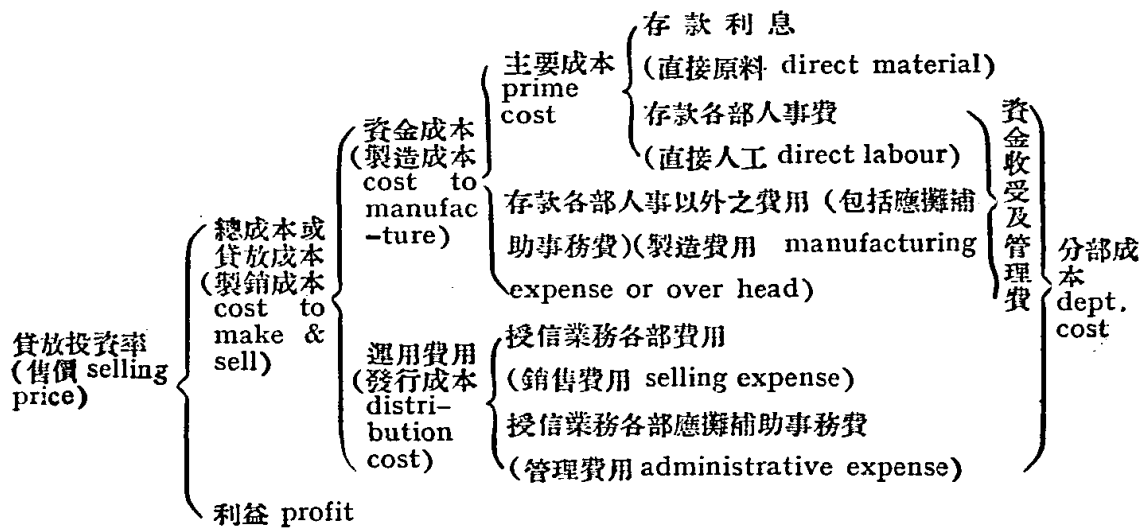 貸放投資率
(售價 selling
price)
總成本或
貸放成本
(製銷成本
cost to
make &
sell)
利益 profit
資金成本
(製造成本
cost to
manufac
-ture)
運用費用
(發行成本
distri-
bution
cost)
主要成本
prime
cost
存款利息
(直接原料 direct material)
存款各部人事費
(直接人工 direct labour)
存款各部人事以外之費用 (包括應攤補
助事務費)(製造費用 manufacturing
expense or over head)
授信業務各部費用
(銷售費用 selling expense)
授信業務各部應攤補助事務費
(管理費用 administrative expense)
資金收受及管理費
分部成
本
dept.
cost